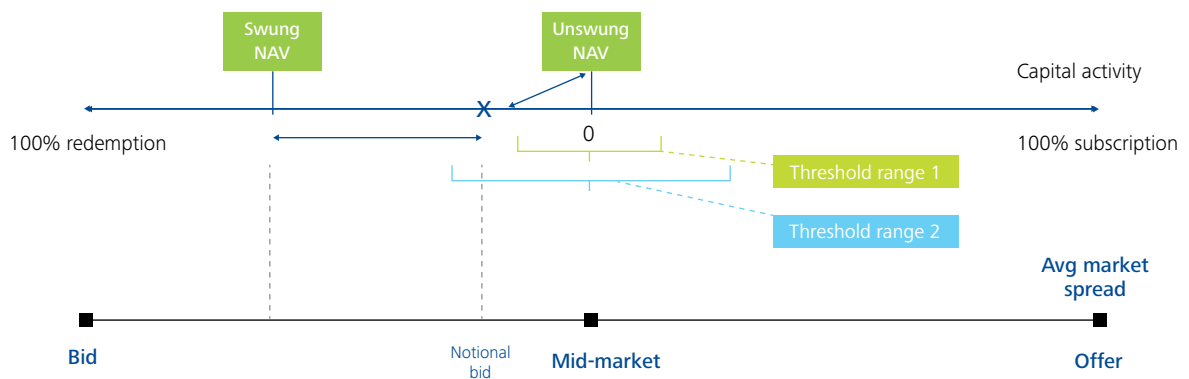 Swung
NAV
Unswung
NAV
Capital activity
X
100% redemption
0
100% subscription
Threshold range 1
Threshold range 2
Avg market
spread
Bid
Notional
bid
Mid-market
Offer